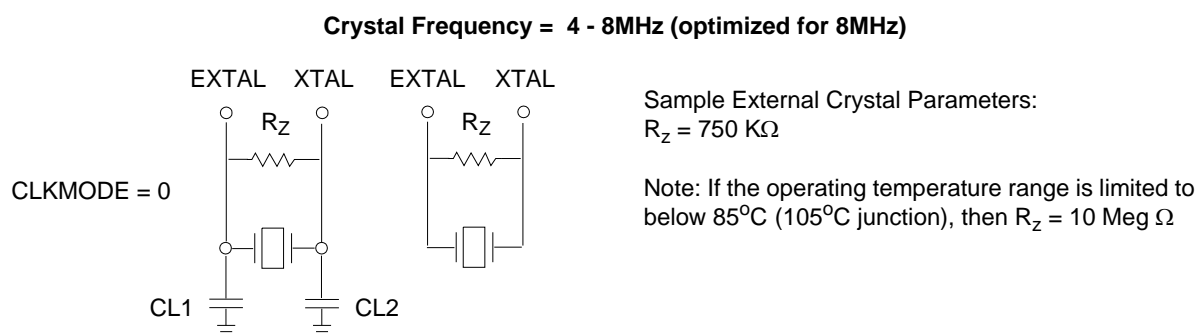 Crystal Frequency = 4 - 8MHz (optimized for 8MHz)
EXTAL XTAL EXTAL XTAL
R_Z R_Z
CLKMODE = 0
CL1 CL2
Sample External Crystal Parameters:
R_z = 750 KΩ
Note: If the operating temperature range is limited to
below 85°C (105°C junction), then R_z = 10 Meg Ω